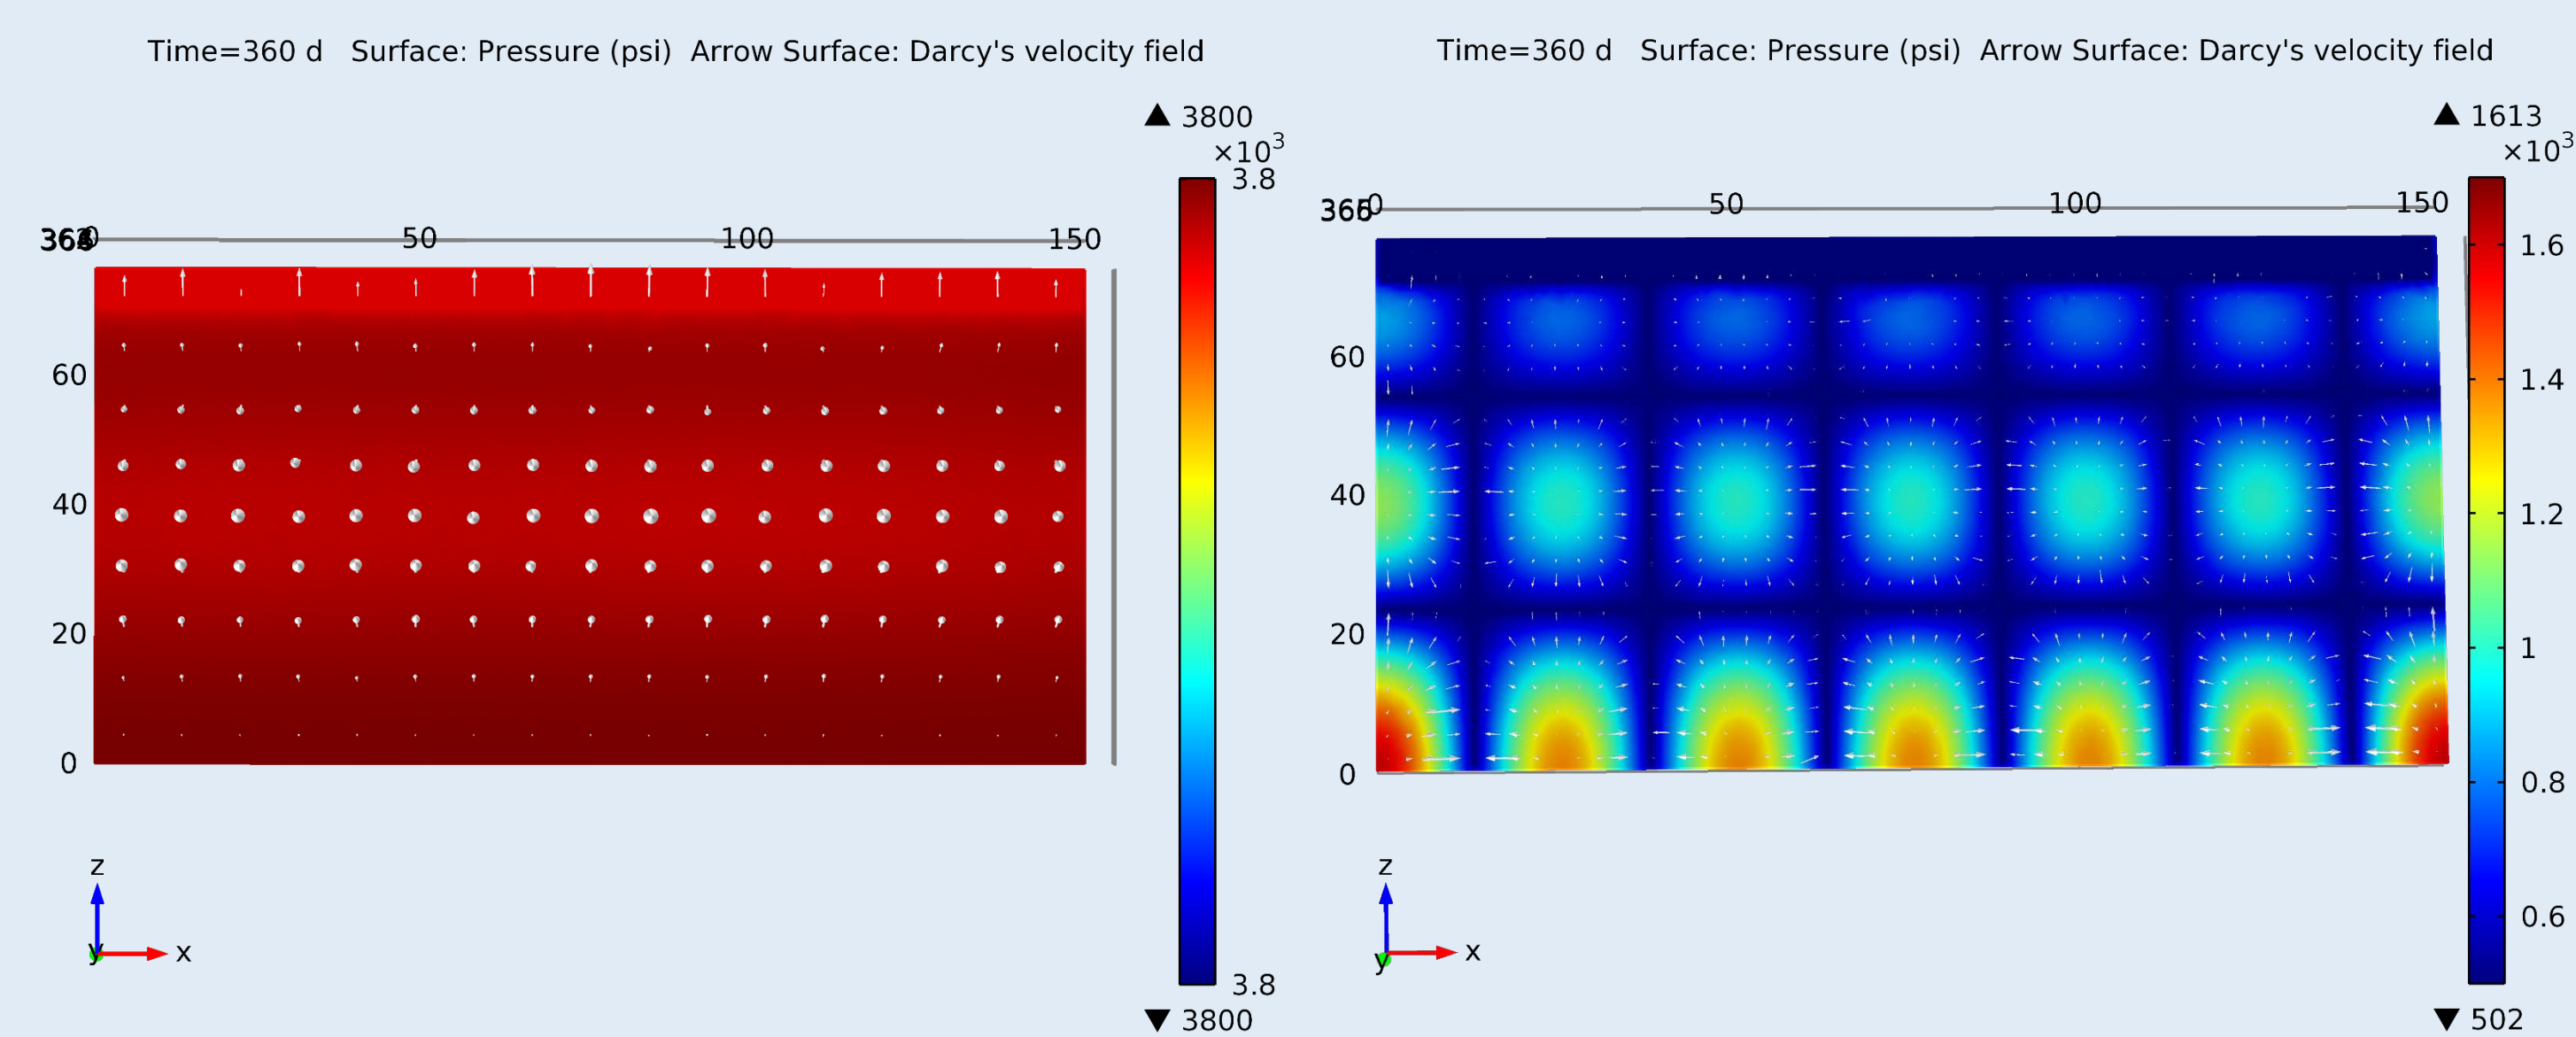 Time=360 d   Surface: Pressure (psi)  Arrow Surface: Darcy's velocity field
▲ 3800
×10³
3.8
0 50 100 150
60
40
20
0
3.8
▼ 3800
z
y x
Time=360 d   Surface: Pressure (psi)  Arrow Surface: Darcy's velocity field
▲ 1613
×10³
0 50 100 150
60
40
20
0
1.6
1.4
1.2
1
0.8
0.6
▼ 502
z
y x